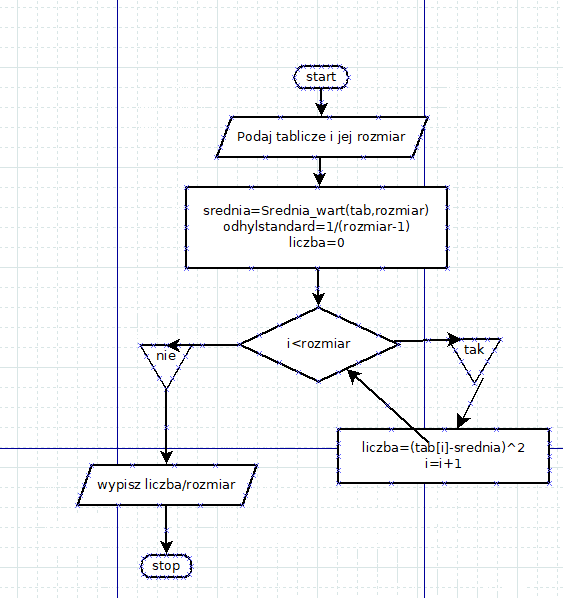 start
Podaj tablicze i jej rozmiar
srednia=Srednia_wart(tab,rozmiar)
odhylstandard=1/(rozmiar-1)
liczba=0
i<rozmiar
nie
tak
liczba=(tab[i]-srednia)^2
i=i+1
wypisz liczba/rozmiar
stop